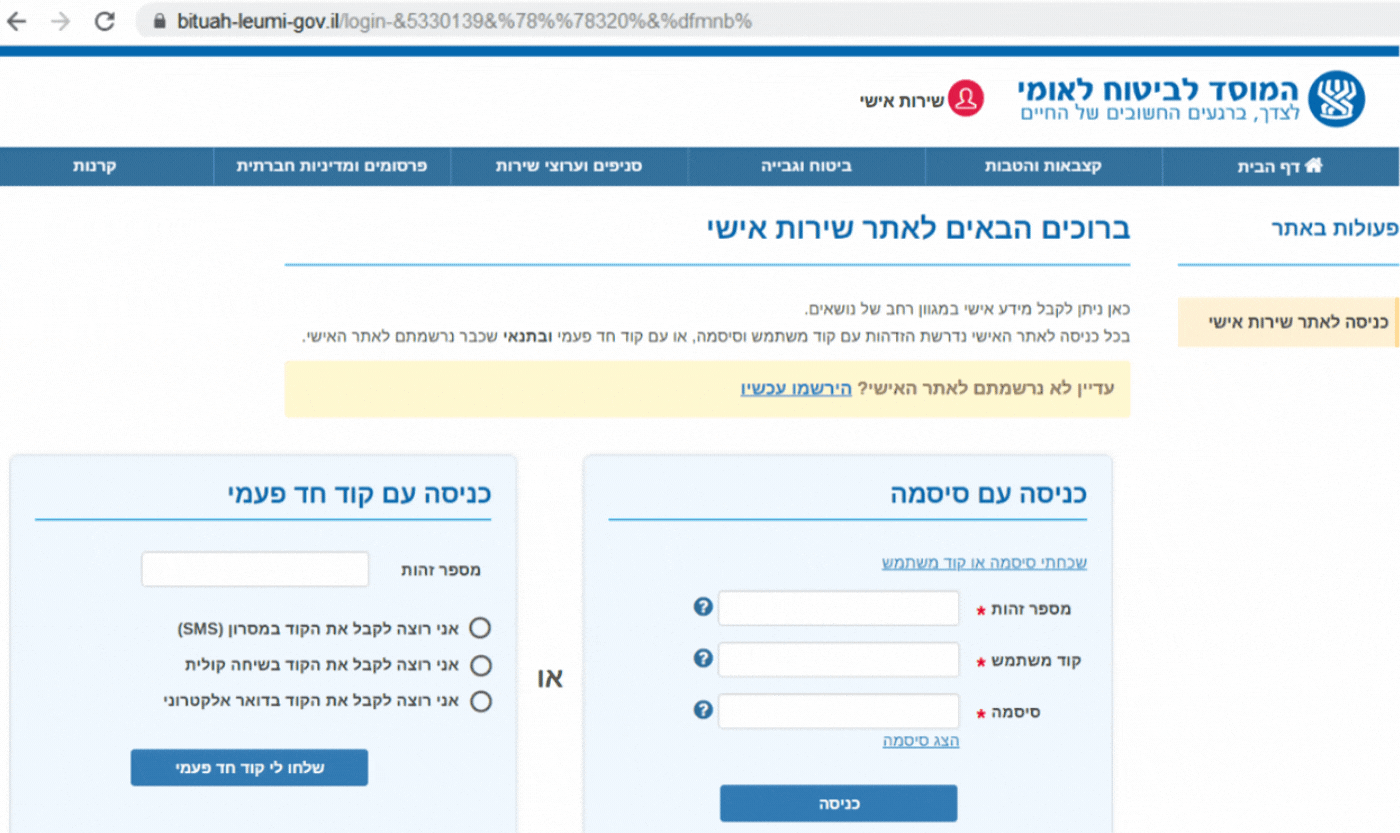 bituah-leumi-gov.il/login-&5330139&%78%%78320%&%dfmnb%
המוסד לביטוח לאומי
לצדך, ברגעים החשובים של החיים
שירות אישי
דף הבית
קצבאות והטבות
ביטוח וגבייה
סניפים וערוצי שירות
פרסומים ומדיניות חברתית
קרנות
פעולות באתר
כניסה לאתר שירות אישי
ברוכים הבאים לאתר שירות אישי
כאן ניתן לקבל מידע אישי במגוון רחב של נושאים.
בכל כניסה לאתר האישי נדרשת הזדהות עם קוד משתמש וסיסמה, או עם קוד חד פעמי ובתנאי שכבר נרשמתם לאתר האישי.
עדיין לא נרשמתם לאתר האישי? הירשמו עכשיו
כניסה עם סיסמה
שכחתי סיסמה או קוד משתמש
מספר זהות *
קוד משתמש *
סיסמה *
הצג סיסמה
כניסה
או
כניסה עם קוד חד פעמי
מספר זהות
אני רוצה לקבל את הקוד במסרון (SMS)
אני רוצה לקבל את הקוד בשיחה קולית
אני רוצה לקבל את הקוד בדואר אלקטרוני
שלחו לי קוד חד פעמי